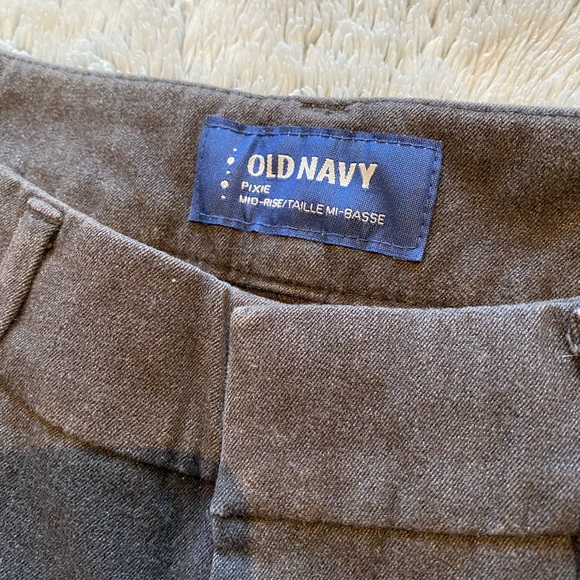 OLD NAVY
PIXIE
MID-RISE/TAILLE MI-BASSE